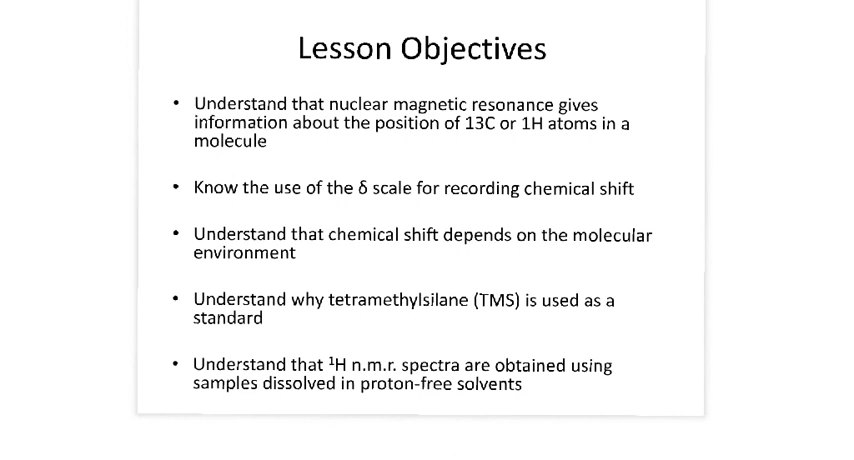 Lesson Objectives
• Understand that nuclear magnetic resonance gives
information about the position of 13C or 1H atoms in a
molecule
• Know the use of the δ scale for recording chemical shift
• Understand that chemical shift depends on the molecular
environment
• Understand why tetramethylsilane (TMS) is used as a
standard
• Understand that ¹H n.m.r. spectra are obtained using
samples dissolved in proton-free solvents